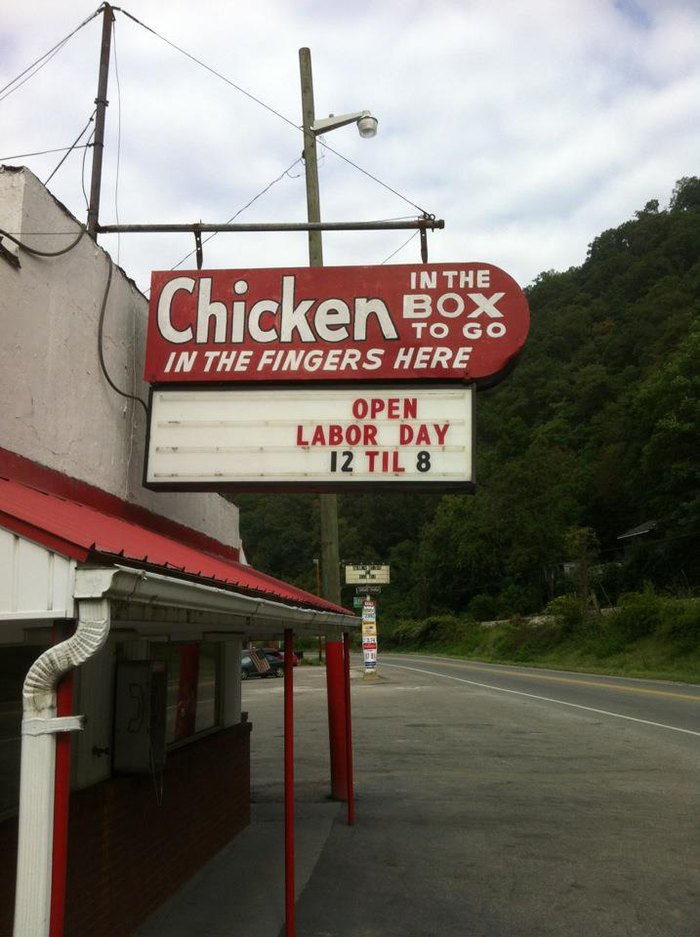 Chicken IN THE
BOX
TO GO
IN THE FINGERS HERE
OPEN
LABOR DAY
12 TIL 8